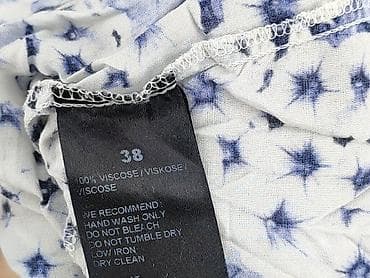 38
100% VISCOSE / VISKOSE /
VISCOSE
WE RECOMMEND:
HAND WASH ONLY
DO NOT BLEACH
DO NOT TUMBLE DRY
LOW IRON
DRY CLEAN